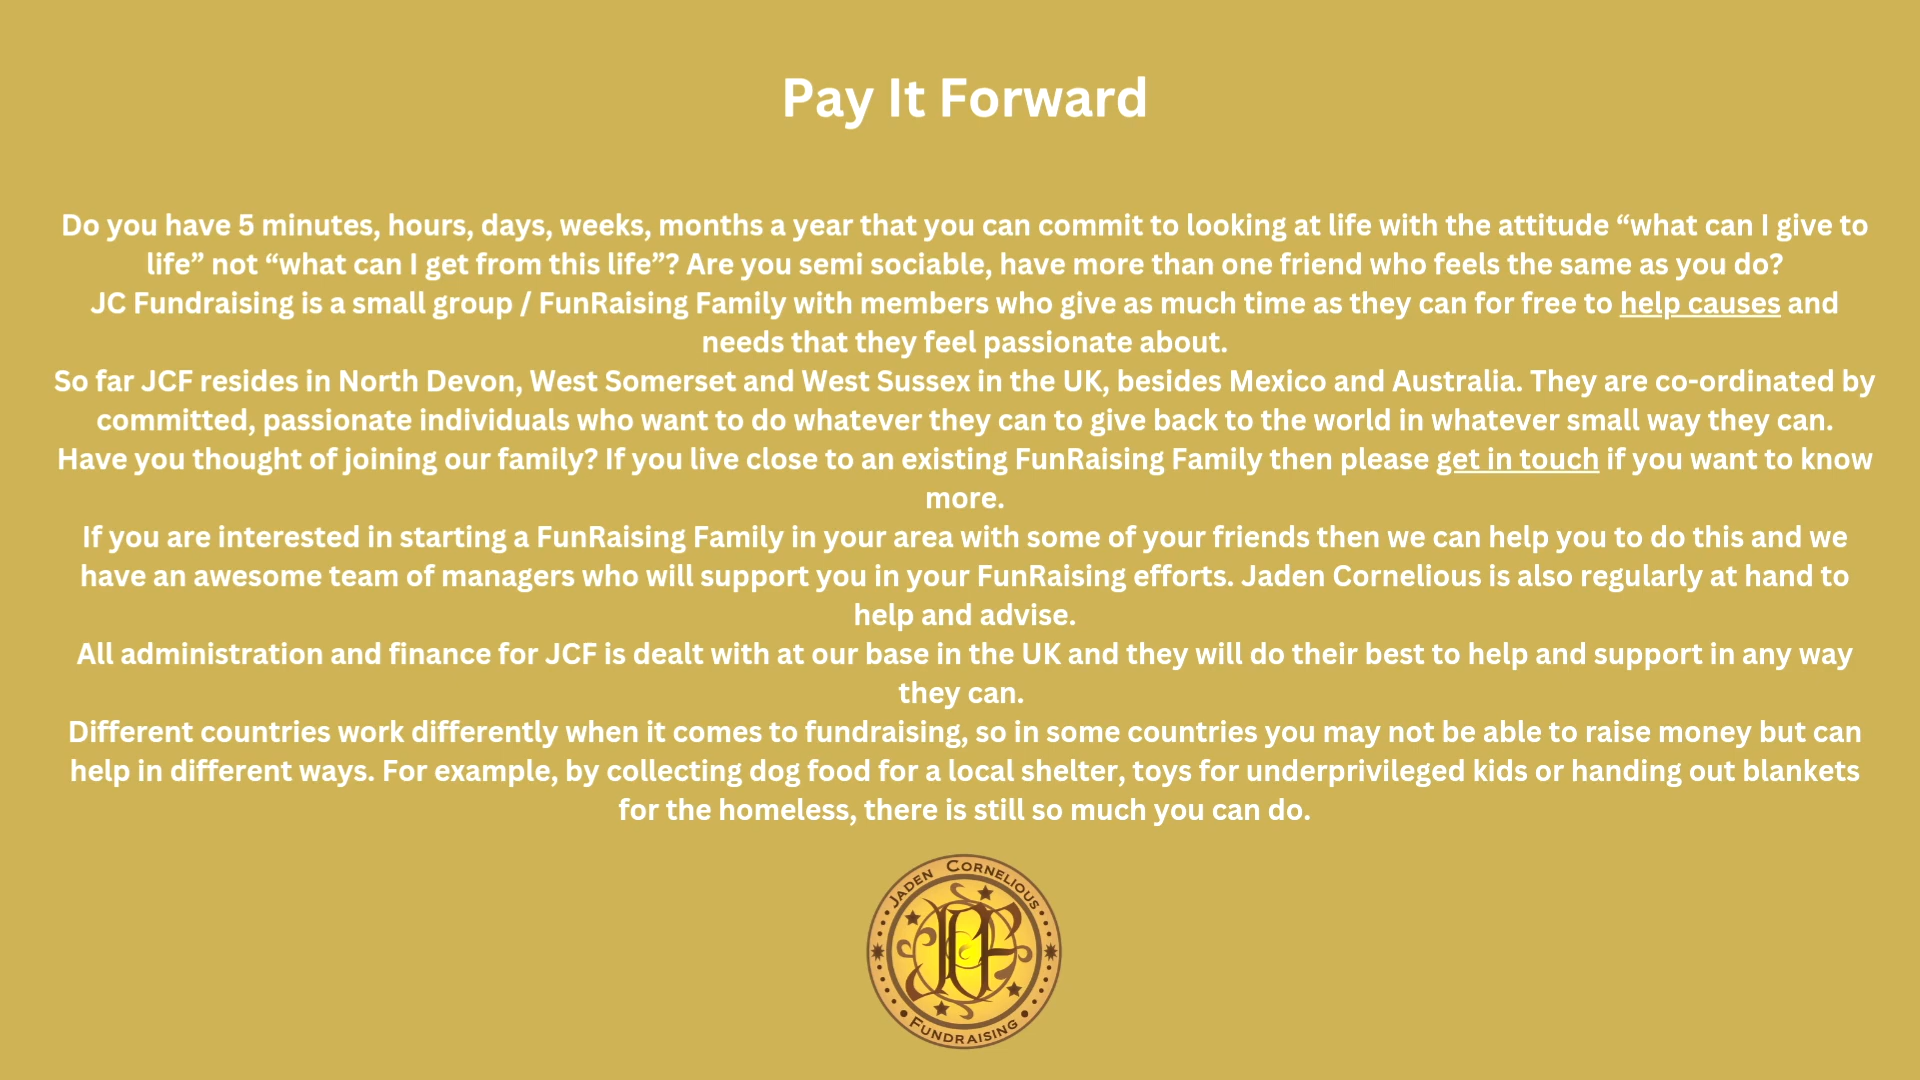 Pay It Forward
Do you have 5 minutes, hours, days, weeks, months a year that you can commit to looking at life with the attitude “what can I give to
life” not “what can I get from this life”? Are you semi sociable, have more than one friend who feels the same as you do?
JC Fundraising is a small group / FunRaising Family with members who give as much time as they can for free to help causes and
needs that they feel passionate about.
So far JCF resides in North Devon, West Somerset and West Sussex in the UK, besides Mexico and Australia. They are co-ordinated by
committed, passionate individuals who want to do whatever they can to give back to the world in whatever small way they can.
Have you thought of joining our family? If you live close to an existing FunRaising Family then please get in touch if you want to know
more.
If you are interested in starting a FunRaising Family in your area with some of your friends then we can help you to do this and we
have an awesome team of managers who will support you in your FunRaising efforts. Jaden Cornelious is also regularly at hand to
help and advise.
All administration and finance for JCF is dealt with at our base in the UK and they will do their best to help and support in any way
they can.
Different countries work differently when it comes to fundraising, so in some countries you may not be able to raise money but can
help in different ways. For example, by collecting dog food for a local shelter, toys for underprivileged kids or handing out blankets
for the homeless, there is still so much you can do.
JADEN CORNELIOUS
JCF
FUNDRAISING